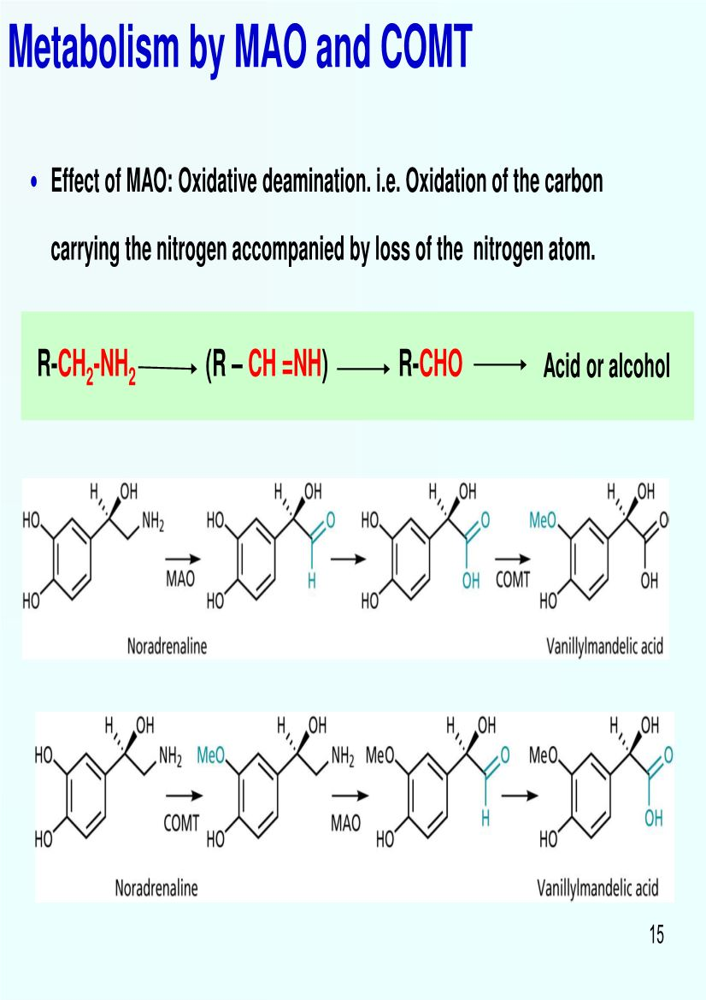 Metabolism by MAO and COMT
• Effect of MAO: Oxidative deamination. i.e. Oxidation of the carbon
carrying the nitrogen accompanied by loss of the nitrogen atom.
R-CH2-NH2 (R – CH =NH) R-CHO Acid or alcohol
H OH H OH H OH H OH
HO NH2 HO O HO O MeO O
MAO H OH COMT OH
HO HO HO HO
Noradrenaline Vanillylmandelic acid
H OH H OH H OH H OH
HO NH2 MeO NH2 MeO O MeO O
COMT MAO H OH
HO HO HO HO
Noradrenaline Vanillylmandelic acid
15